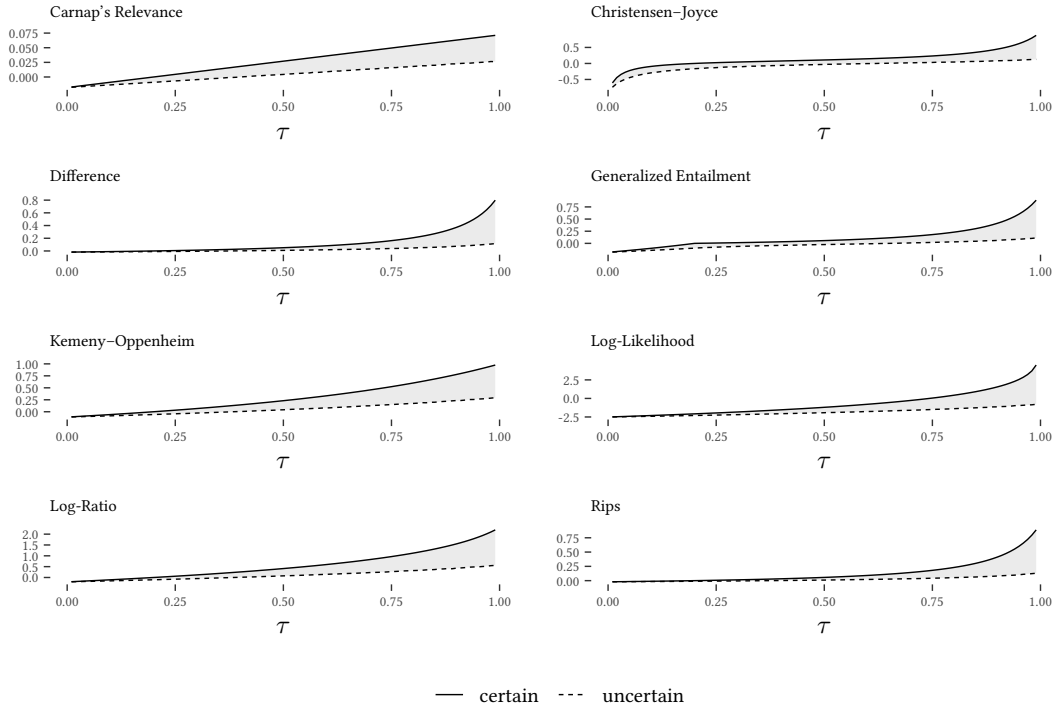 Carnap's Relevance
0.075
0.050
0.025
0.000
0.00 0.25 0.50 0.75 1.00
τ
Christensen–Joyce
0.5
0.0
-0.5
0.00 0.25 0.50 0.75 1.00
τ
Difference
0.8
0.6
0.4
0.2
0.0
0.00 0.25 0.50 0.75 1.00
τ
Generalized Entailment
0.75
0.50
0.25
0.00
0.00 0.25 0.50 0.75 1.00
τ
Kemeny–Oppenheim
1.00
0.75
0.50
0.25
0.00
0.00 0.25 0.50 0.75 1.00
τ
Log-Likelihood
2.5
0.0
-2.5
0.00 0.25 0.50 0.75 1.00
τ
Log-Ratio
2.0
1.5
1.0
0.5
0.0
0.00 0.25 0.50 0.75 1.00
τ
Rips
0.75
0.50
0.25
0.00
0.00 0.25 0.50 0.75 1.00
τ
certain uncertain